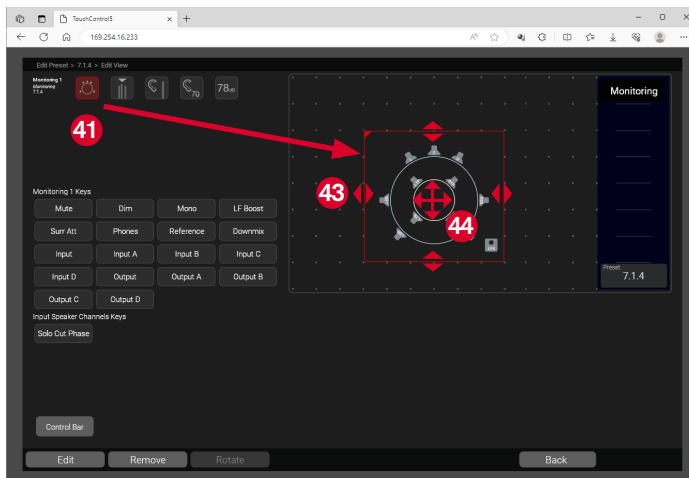 TouchControl5
169.254.16.233
Edit Preset > 7.1.4 > Edit View
Monitoring 1
Monitoring
7.1.4
70
78dB
Monitoring
41
43
44
LFE
Monitoring 1 Keys
Mute Dim Mono LF Boost
Surr Att Phones Reference Downmix
Input Input A Input B Input C
Input D Output Output A Output B
Output C Output D
Input Speaker Channels Keys
Solo Cut Phase
Preset
7.1.4
Control Bar
Edit Remove Rotate Back